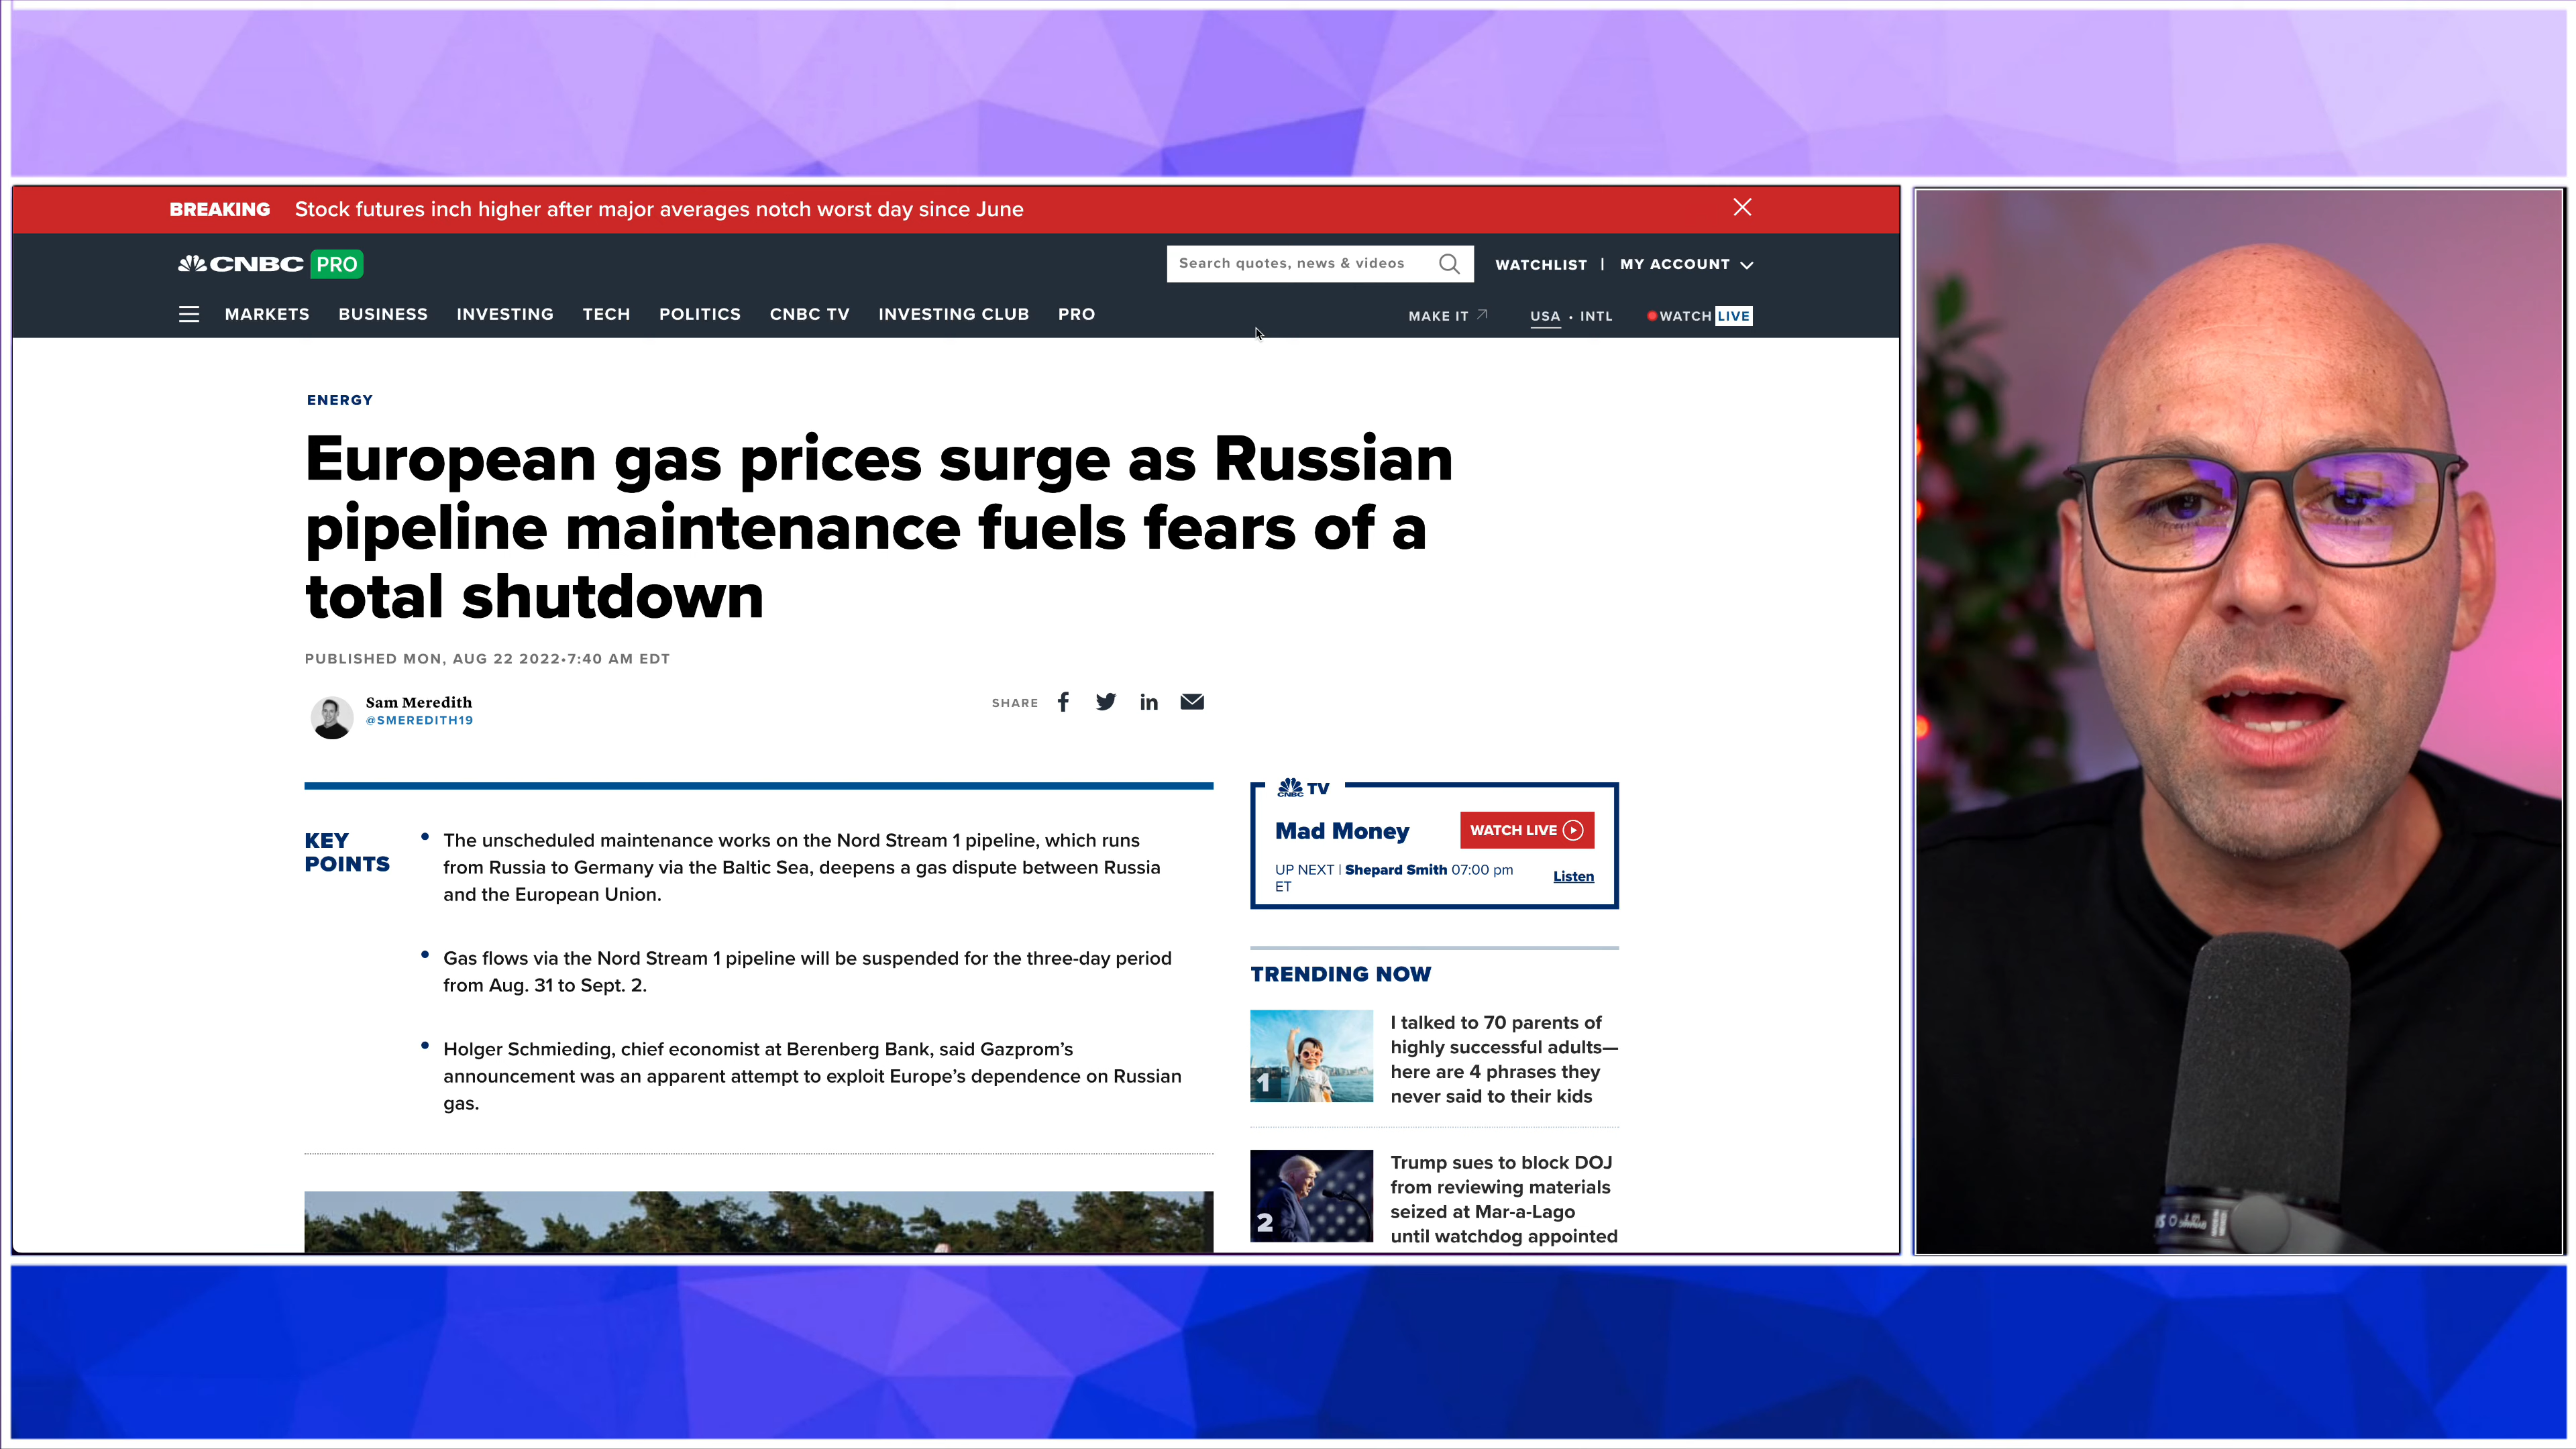 BREAKING Stock futures inch higher after major averages notch worst day since June
CNBC PRO
Search quotes, news & videos
WATCHLIST | MY ACCOUNT
MARKETS BUSINESS INVESTING TECH POLITICS CNBC TV INVESTING CLUB PRO
MAKE IT USA • INTL WATCH LIVE
ENERGY
European gas prices surge as Russian
pipeline maintenance fuels fears of a
total shutdown
PUBLISHED MON, AUG 22 2022•7:40 AM EDT
Sam Meredith
@SMEREDITH19
SHARE
KEY
POINTS
• The unscheduled maintenance works on the Nord Stream 1 pipeline, which runs
from Russia to Germany via the Baltic Sea, deepens a gas dispute between Russia
and the European Union.
• Gas flows via the Nord Stream 1 pipeline will be suspended for the three-day period
from Aug. 31 to Sept. 2.
• Holger Schmieding, chief economist at Berenberg Bank, said Gazprom's
announcement was an apparent attempt to exploit Europe's dependence on Russian
gas.
CNBC TV
Mad Money
WATCH LIVE
UP NEXT | Shepard Smith 07:00 pm
ET
Listen
TRENDING NOW
1
I talked to 70 parents of
highly successful adults—
here are 4 phrases they
never said to their kids
2
Trump sues to block DOJ
from reviewing materials
seized at Mar-a-Lago
until watchdog appointed